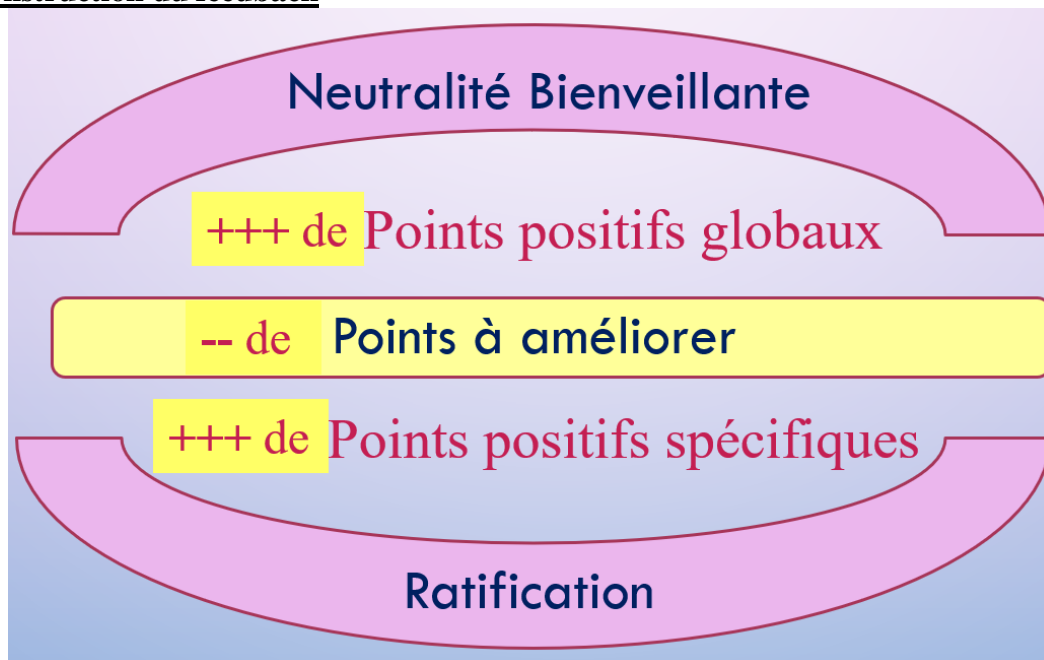 Neutralité Bienveillante
+++ de Points positifs globaux
-- de Points à améliorer
+++ de Points positifs spécifiques
Ratification